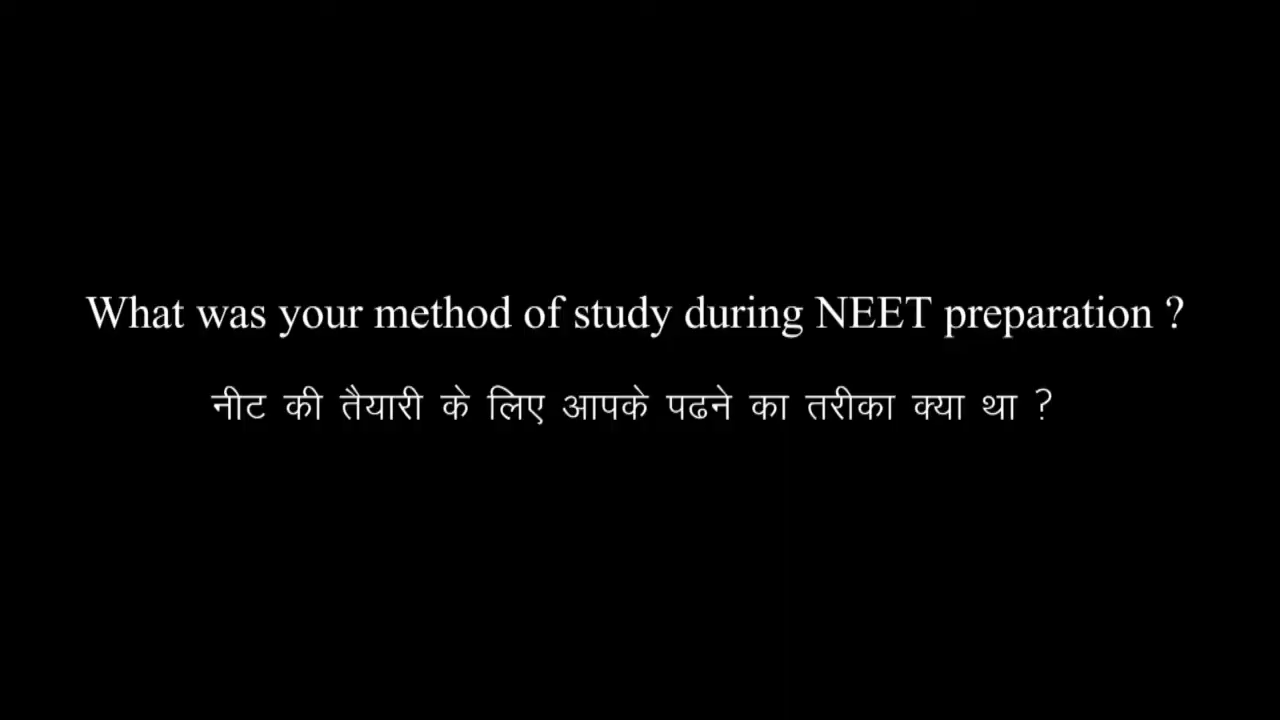 What was your method of study during NEET preparation ?
नीट की तैयारी के लिए आपके पढने का तरीका क्या था ?